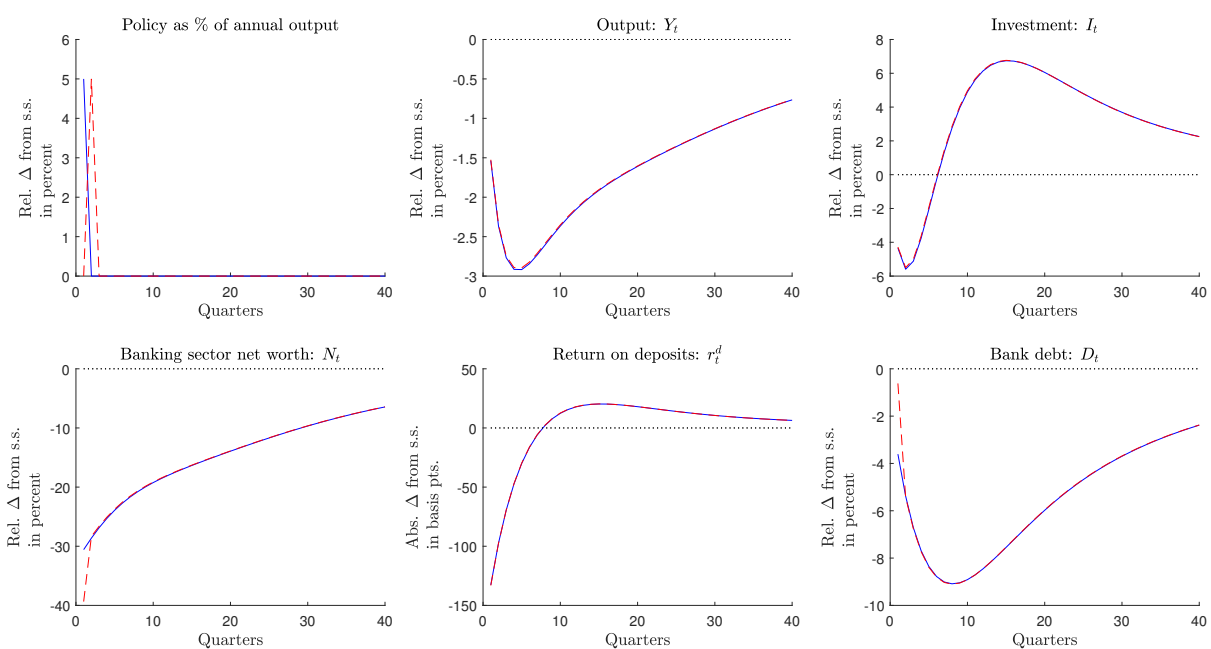 Policy as % of annual output
Rel. Δ from s.s.
in percent
6
5
4
3
2
1
0
0
10
20
30
40
Quarters
Output: Y_t
Rel. Δ from s.s.
in percent
0
-0.5
-1
-1.5
-2
-2.5
-3
0
10
20
30
40
Quarters
Investment: I_t
Rel. Δ from s.s.
in percent
8
6
4
2
0
-2
-4
-6
0
10
20
30
40
Quarters
Banking sector net worth: N_t
Rel. Δ from s.s.
in percent
0
-10
-20
-30
-40
0
10
20
30
40
Quarters
Return on deposits: r_t^d
Abs. Δ from s.s.
in basis pts.
50
0
-50
-100
-150
0
10
20
30
40
Quarters
Bank debt: D_t
Rel. Δ from s.s.
in percent
0
-2
-4
-6
-8
-10
0
10
20
30
40
Quarters